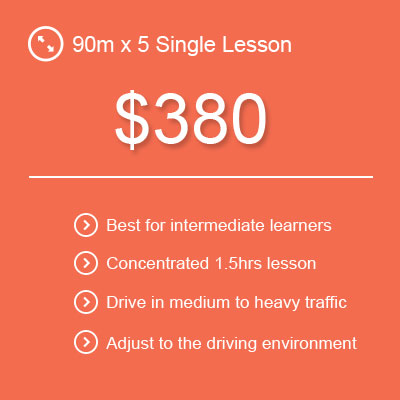 90m x 5 Single Lesson
$380
Best for intermediate learners
Concentrated 1.5hrs lesson
Drive in medium to heavy traffic
Adjust to the driving environment